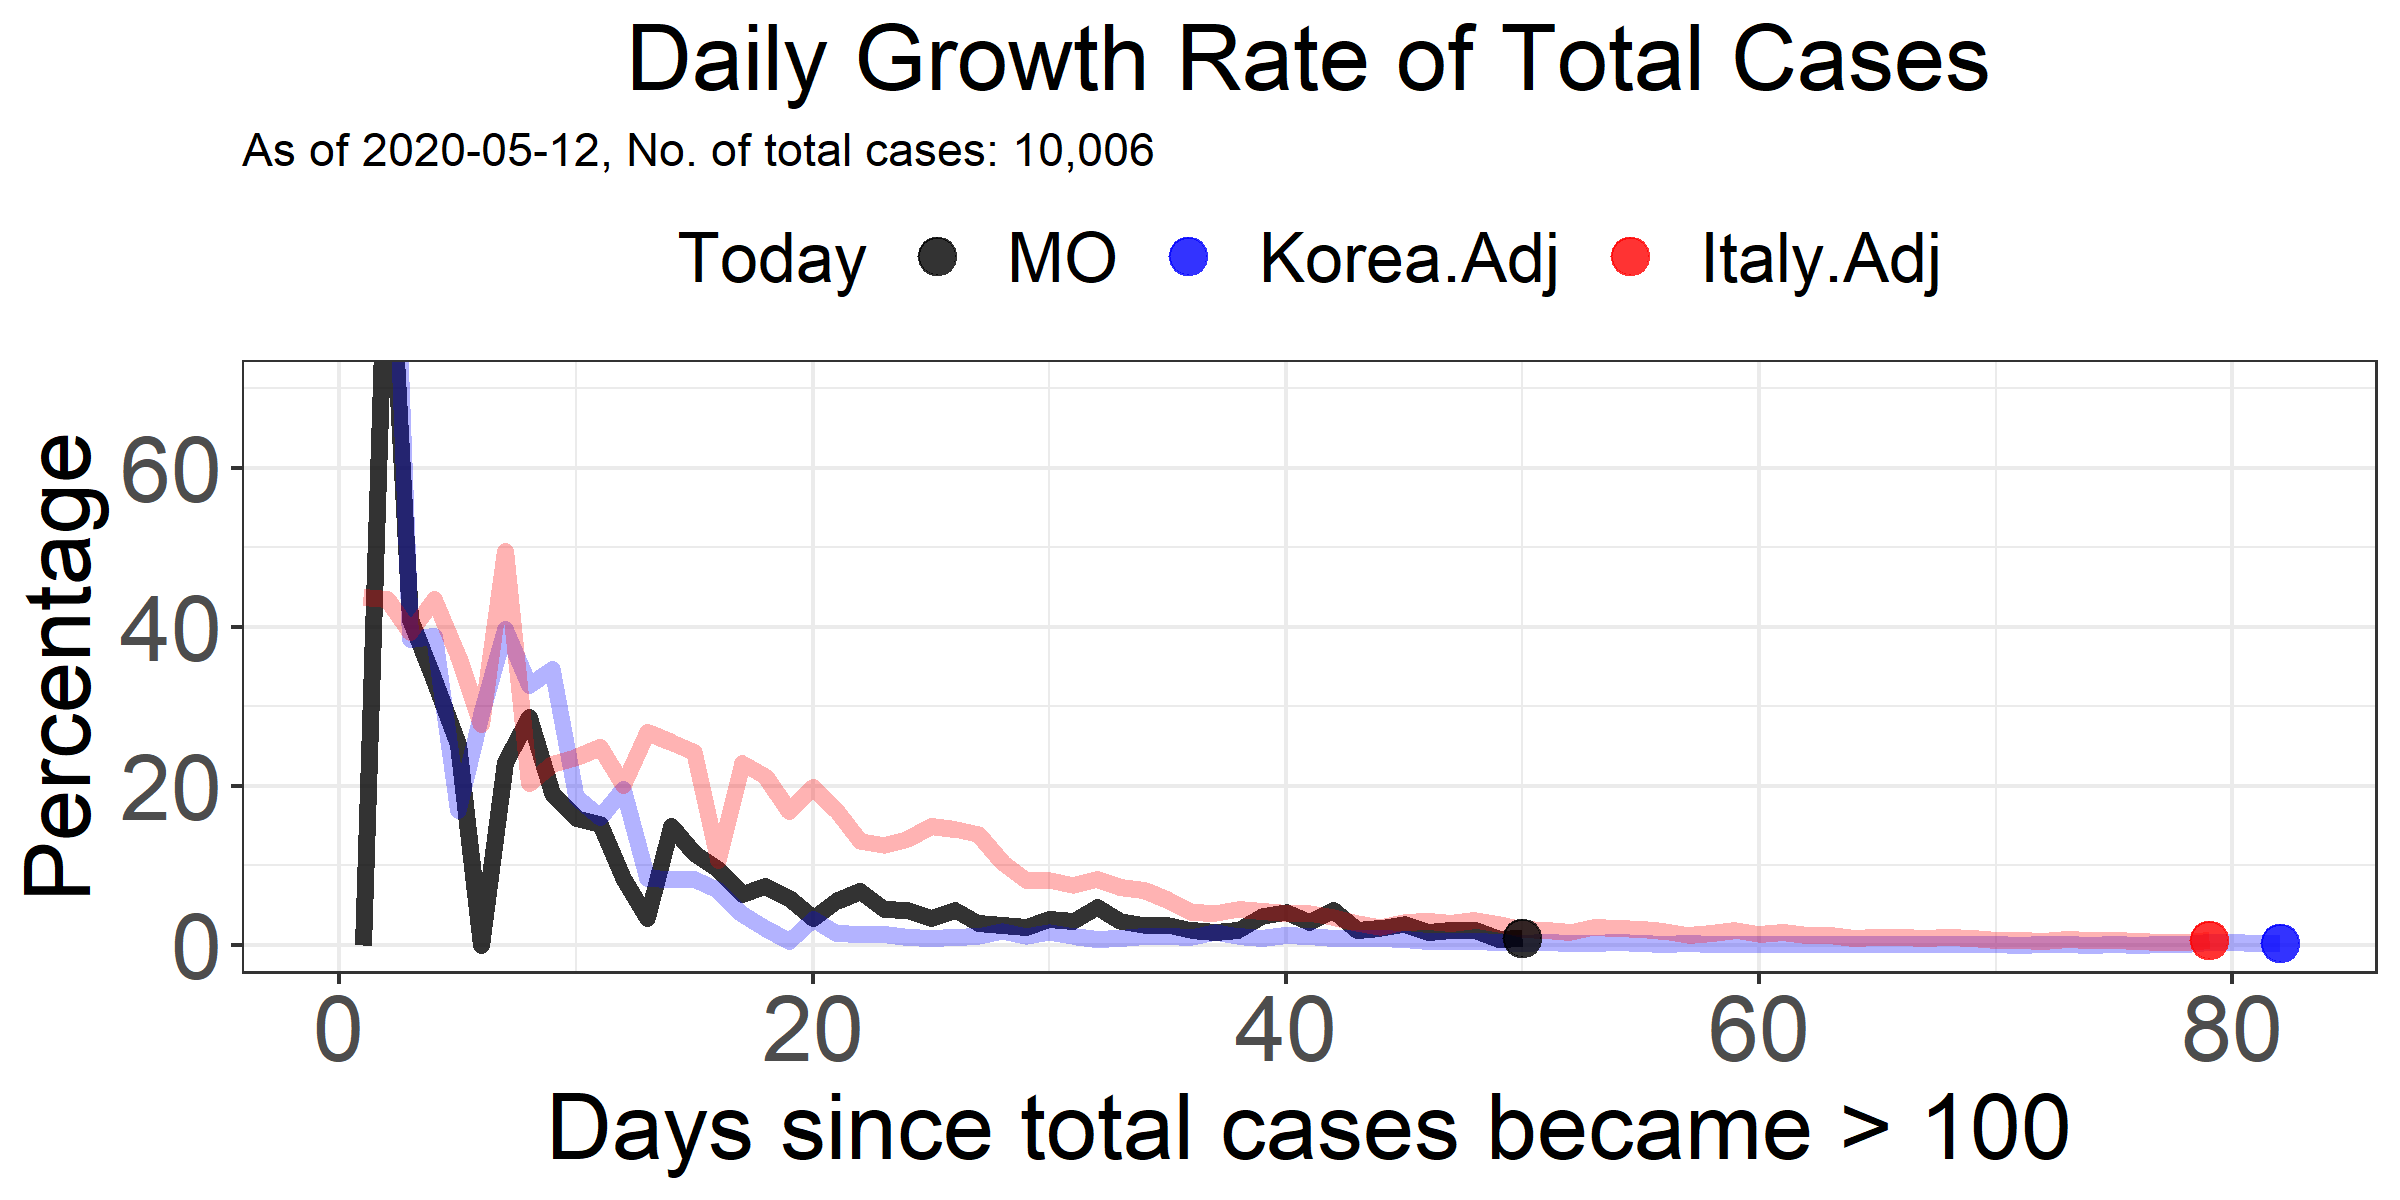 Daily Growth Rate of Total Cases
As of 2020-05-12, No. of total cases: 10,006
Today MO Korea.Adj Italy.Adj
Percentage
60
40
20
0
0 20 40 60 80
Days since total cases became > 100